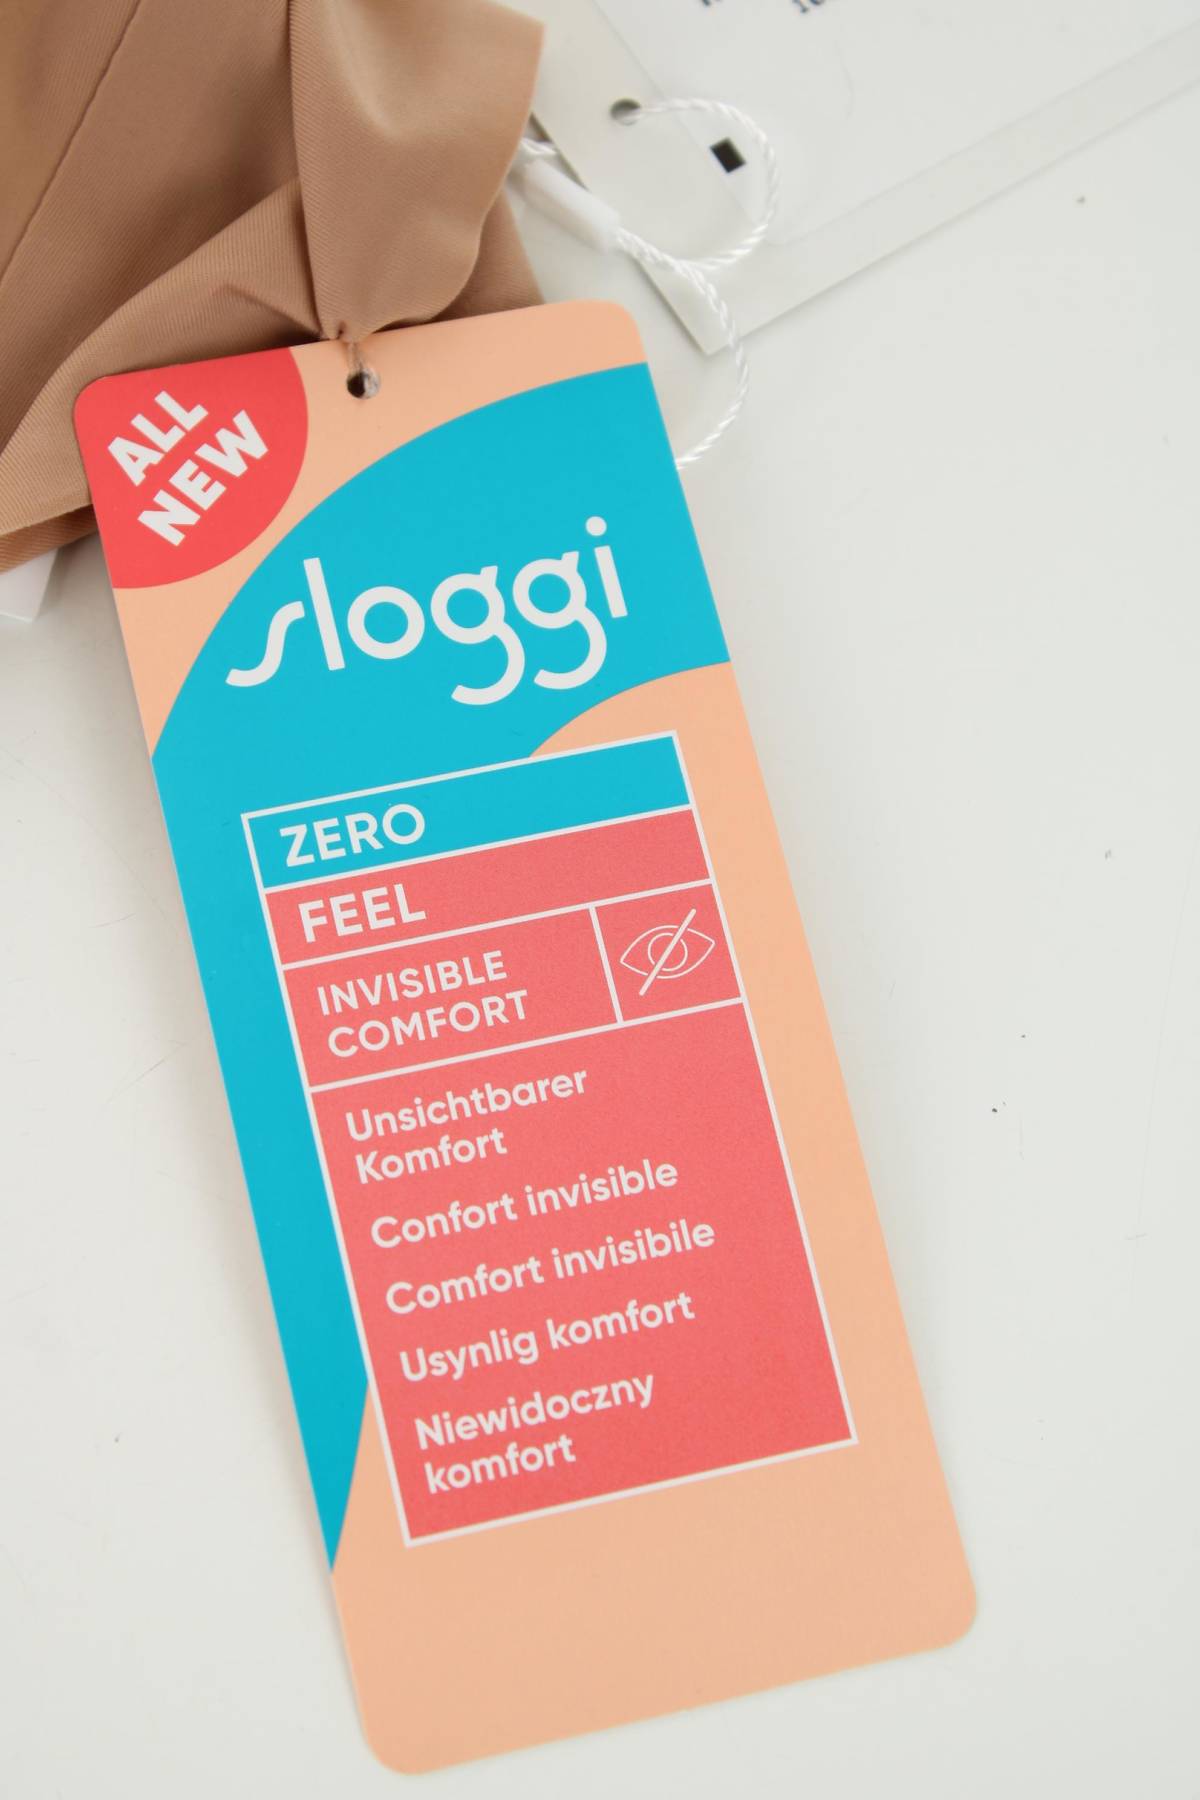 ALL
NEW
sloggi
ZERO
FEEL
INVISIBLE
COMFORT
Unsichtbarer
Komfort
Confort invisible
Comfort invisibile
Usynlig komfort
Niewidoczny
komfort